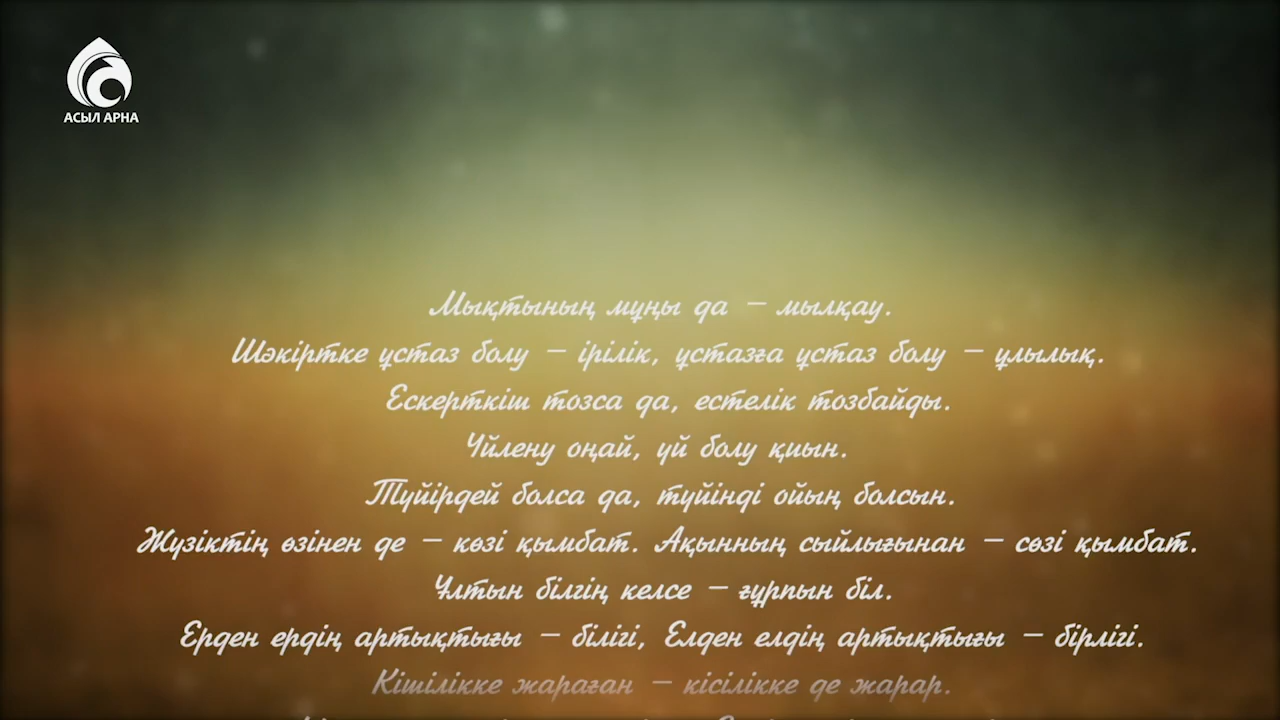 АСЫЛ АРНА
Мықтының мұңы да – мылқау.
Шәкіртке ұстаз болу – ірілік, ұстазға ұстаз болу – ұлылық.
Ескерткіш тозса да, естелік тозбайды.
Үйлену оңай, үй болу қиын.
Түйірдей болса да, түйінді ойың болсын.
Жүзіктің өзінен де – көзі қымбат. Ақынның сыйлығынан – сөзі қымбат.
Ұлтын білгің келсе – ғұрпын біл.
Ерден ердің артықтығы – білігі, Елден елдің артықтығы – бірлігі.
Кішілікке жараған – кісілікке де жарар.